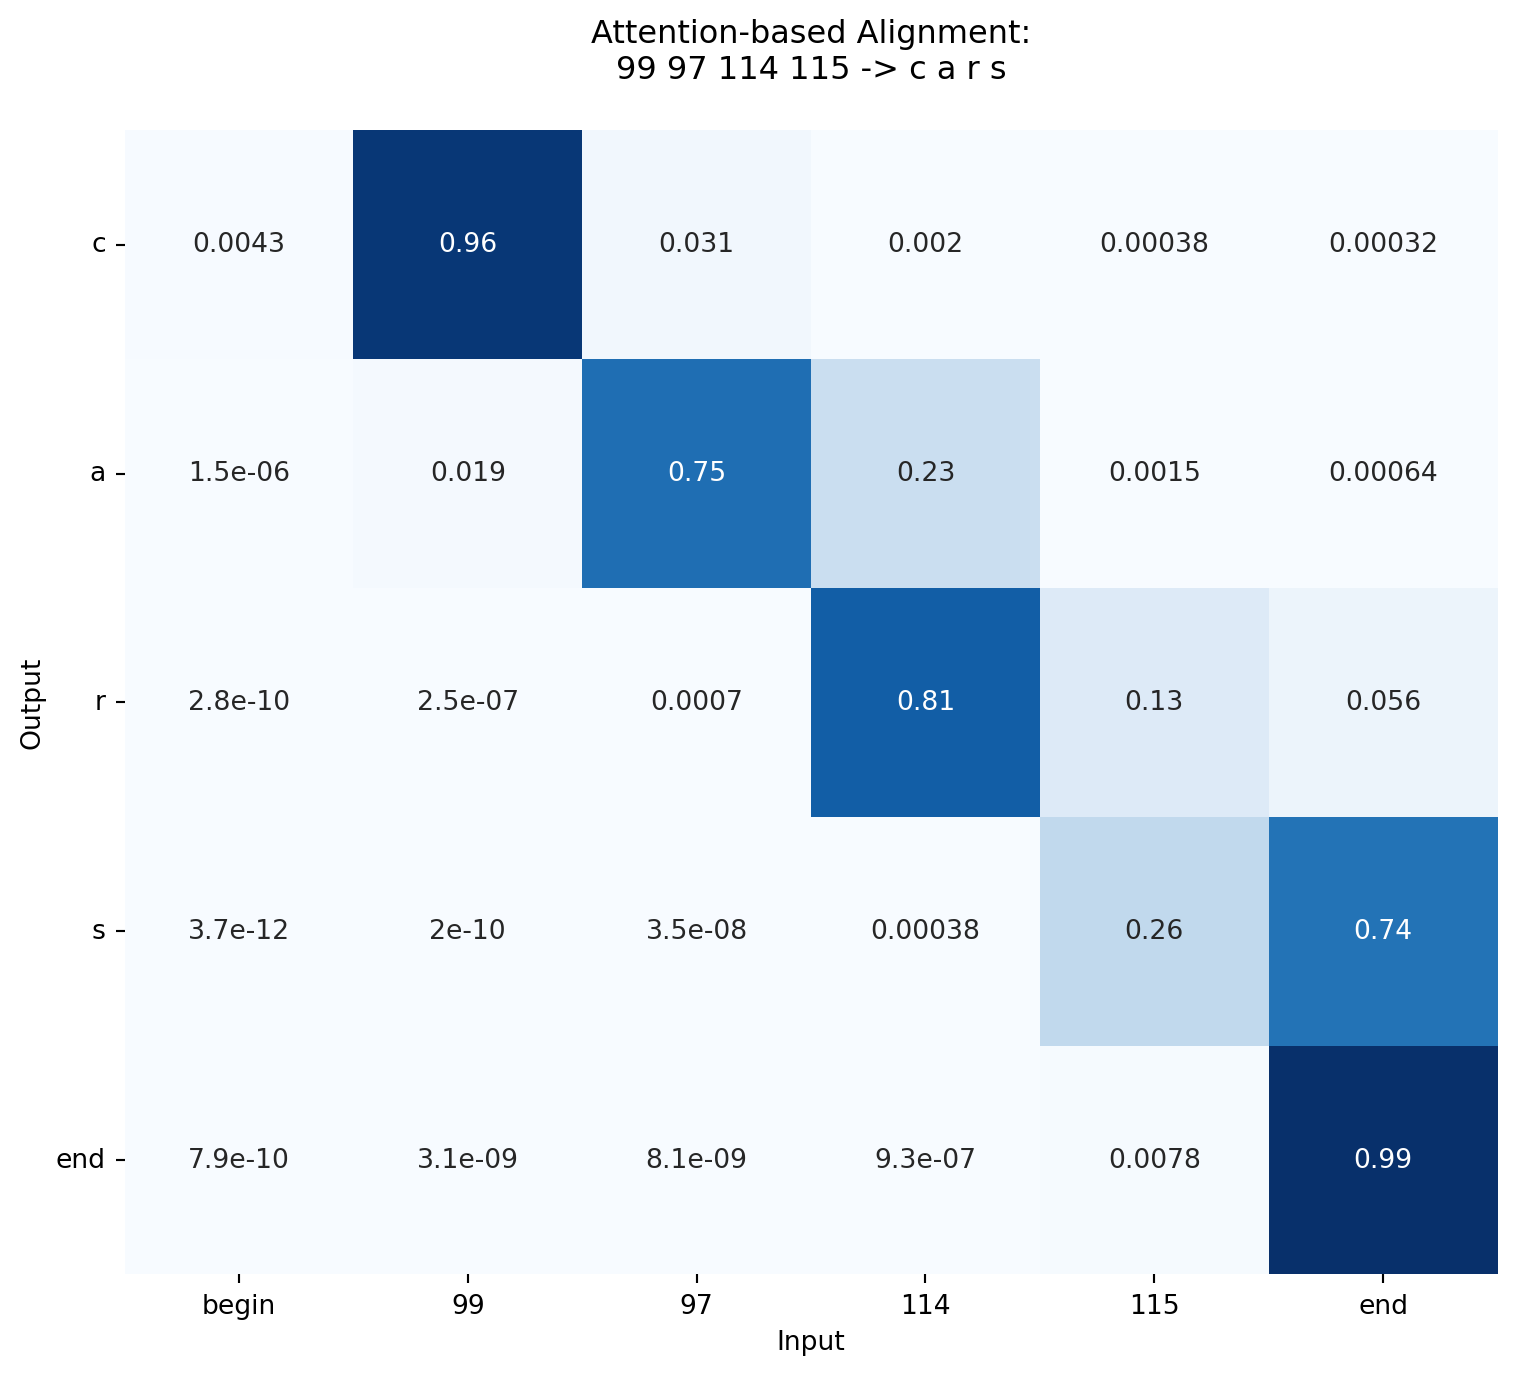 Attention-based Alignment:
99 97 114 115 -> c a r s
c 0.0043 0.96 0.031 0.002 0.00038 0.00032
a 1.5e-06 0.019 0.75 0.23 0.0015 0.00064
r 2.8e-10 2.5e-07 0.0007 0.81 0.13 0.056
s 3.7e-12 2e-10 3.5e-08 0.00038 0.26 0.74
end 7.9e-10 3.1e-09 8.1e-09 9.3e-07 0.0078 0.99
Output
begin 99 97 114 115 end
Input